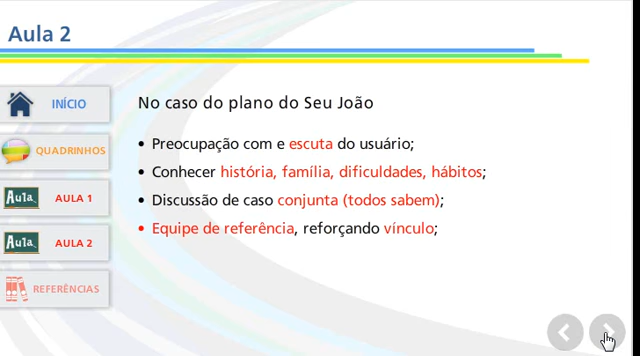 Aula 2
INÍCIO
QUADRINHOS
Aula
AULA 1
Aula
AULA 2
REFERÊNCIAS
No caso do plano do Seu João
• Preocupação com e escuta do usuário;
• Conhecer história, família, dificuldades, hábitos;
• Discussão de caso conjunta (todos sabem);
• Equipe de referência, reforçando vínculo;